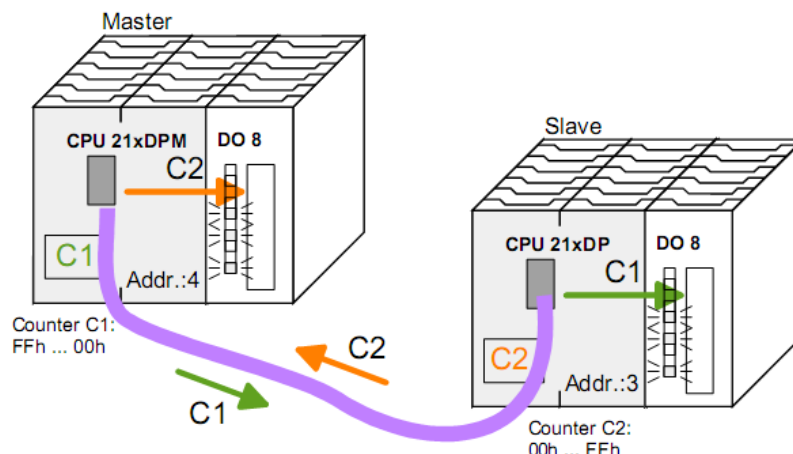 Master
CPU 21xDPM
DO 8
C2
C1
Addr.:4
Counter C1:
FFh ... 00h
Slave
CPU 21xDP
DO 8
C1
C2
Addr.:3
C2
C1
Counter C2:
00h ... FFh